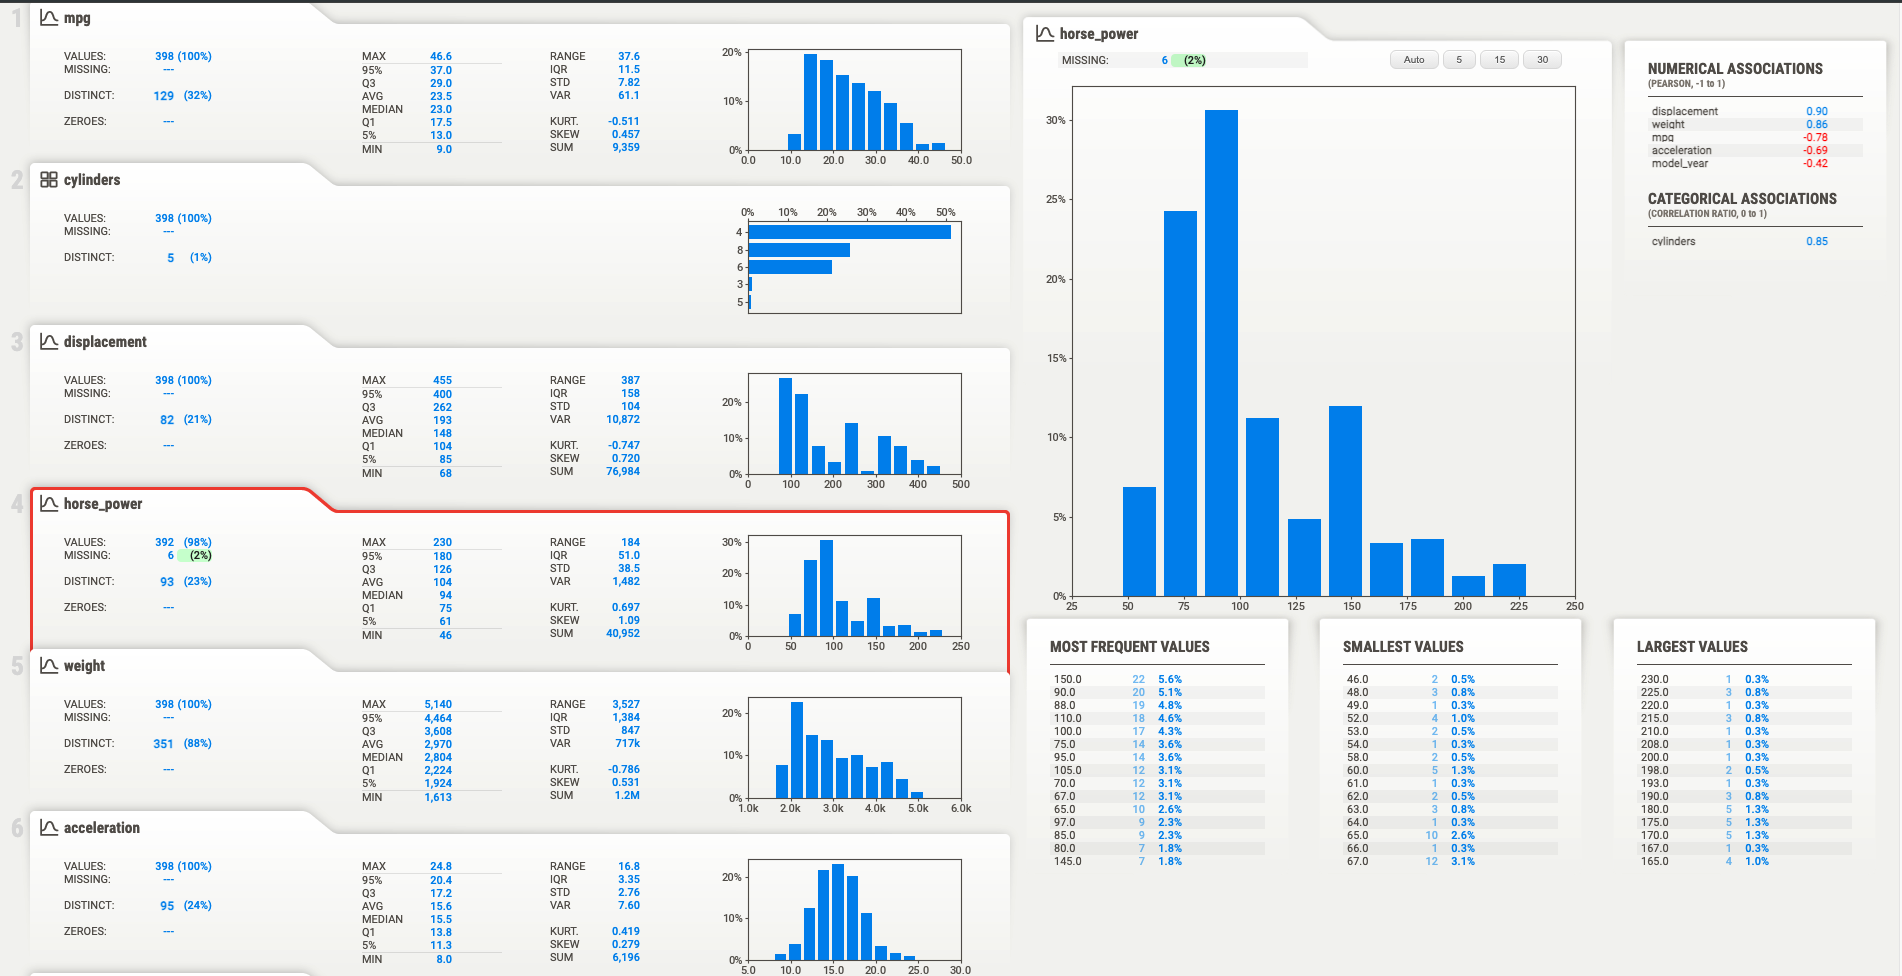 1
mpg
VALUES: 398 (100%)
MISSING: ---
DISTINCT: 129 (32%)
ZEROES: ---
MAX 46.6
95% 37.0
Q3 29.0
AVG 23.5
MEDIAN 23.0
Q1 17.5
5% 13.0
MIN 9.0
RANGE 37.6
IQR 11.5
STD 7.82
VAR 61.1
KURT. -0.511
SKEW 0.457
SUM 9,359
20%
10%
0%
0.0 10.0 20.0 30.0 40.0 50.0
2
cylinders
VALUES: 398 (100%)
MISSING: ---
DISTINCT: 5 (1%)
0% 10% 20% 30% 40% 50%
4
8
6
3
5
3
displacement
VALUES: 398 (100%)
MISSING: ---
DISTINCT: 82 (21%)
ZEROES: ---
MAX 455
95% 400
Q3 262
AVG 193
MEDIAN 148
Q1 104
5% 85
MIN 68
RANGE 387
IQR 158
STD 104
VAR 10,872
KURT. -0.747
SKEW 0.720
SUM 76,984
20%
10%
0%
0 100 200 300 400 500
4
horse_power
VALUES: 392 (98%)
MISSING: 6 (2%)
DISTINCT: 93 (23%)
ZEROES: ---
MAX 230
95% 180
Q3 126
AVG 104
MEDIAN 94
Q1 75
5% 61
MIN 46
RANGE 184
IQR 51.0
STD 38.5
VAR 1,482
KURT. 0.697
SKEW 1.09
SUM 40,952
30%
20%
10%
0%
0 50 100 150 200 250
5
weight
VALUES: 398 (100%)
MISSING: ---
DISTINCT: 351 (88%)
ZEROES: ---
MAX 5,140
95% 4,464
Q3 3,608
AVG 2,970
MEDIAN 2,804
Q1 2,224
5% 1,924
MIN 1,613
RANGE 3,527
IQR 1,384
STD 847
VAR 717k
KURT. -0.786
SKEW 0.531
SUM 1.2M
20%
10%
0%
1.0k 2.0k 3.0k 4.0k 5.0k 6.0k
6
acceleration
VALUES: 398 (100%)
MISSING: ---
DISTINCT: 95 (24%)
ZEROES: ---
MAX 24.8
95% 20.4
Q3 17.2
AVG 15.6
MEDIAN 15.5
Q1 13.8
5% 11.3
MIN 8.0
RANGE 16.8
IQR 3.35
STD 2.76
VAR 7.60
KURT. 0.419
SKEW 0.279
SUM 6,196
20%
10%
0%
5.0 10.0 15.0 20.0 25.0 30.0
horse_power
MISSING: 6 (2%)
Auto 5 15 30
30%
25%
20%
15%
10%
5%
0%
25 50 75 100 125 150 175 200 225 250
NUMERICAL ASSOCIATIONS
(PEARSON, -1 to 1)
displacement 0.90
weight 0.86
mpg -0.78
acceleration -0.69
model_year -0.42
CATEGORICAL ASSOCIATIONS
(CORRELATION RATIO, 0 to 1)
cylinders 0.85
MOST FREQUENT VALUES
150.0 22 5.6%
90.0 20 5.1%
88.0 19 4.8%
110.0 18 4.6%
100.0 17 4.3%
75.0 14 3.6%
95.0 14 3.6%
105.0 12 3.1%
70.0 12 3.1%
67.0 12 3.1%
65.0 10 2.6%
97.0 9 2.3%
85.0 9 2.3%
80.0 7 1.8%
145.0 7 1.8%
SMALLEST VALUES
46.0 2 0.5%
48.0 3 0.8%
49.0 1 0.3%
52.0 4 1.0%
53.0 2 0.5%
54.0 1 0.3%
58.0 2 0.5%
60.0 5 1.3%
61.0 1 0.3%
62.0 2 0.5%
63.0 3 0.8%
64.0 1 0.3%
65.0 10 2.6%
66.0 1 0.3%
67.0 12 3.1%
LARGEST VALUES
230.0 1 0.3%
225.0 3 0.8%
220.0 1 0.3%
215.0 3 0.8%
210.0 1 0.3%
208.0 1 0.3%
200.0 1 0.3%
198.0 2 0.5%
193.0 1 0.3%
190.0 3 0.8%
180.0 5 1.3%
175.0 5 1.3%
170.0 5 1.3%
167.0 1 0.3%
165.0 4 1.0%